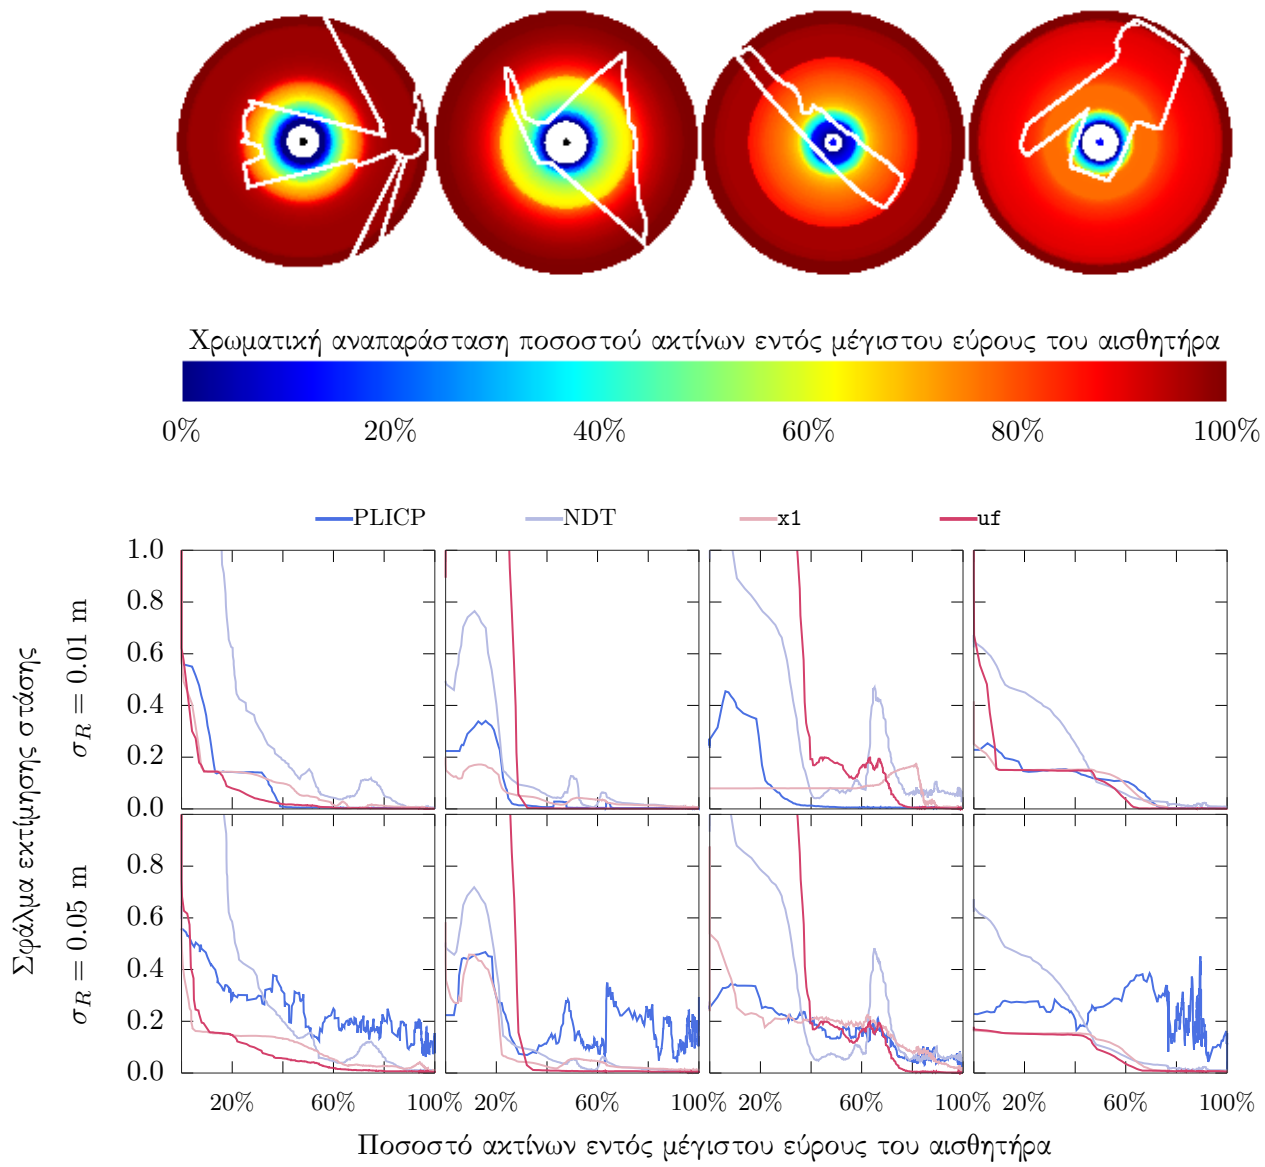 Χρωματική αναπαράσταση ποσοστού ακτίνων εντός μέγιστου εύρους του αισθητήρα
0% 20% 40% 60% 80% 100%
PLICP NDT x1 uf
Σφάλμα εκτίμησης στάσης
σ_R = 0.01 m
1.0
0.8
0.6
0.4
0.2
0.0
σ_R = 0.05 m
0.8
0.6
0.4
0.2
0.0
20% 60% 100% 20% 60% 100% 20% 60% 100% 20% 60% 100%
Ποσοστό ακτίνων εντός μέγιστου εύρους του αισθητήρα